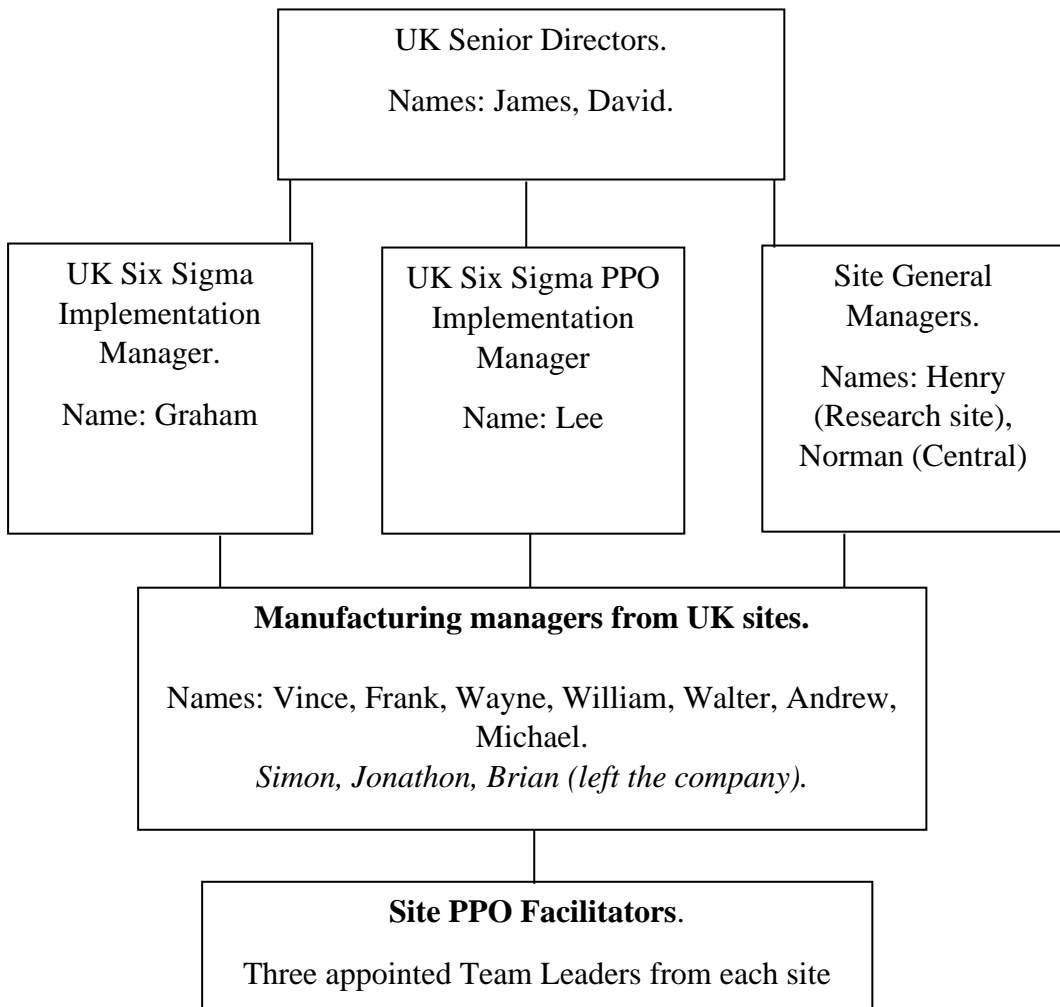 UK Senior Directors.
Names: James, David.
UK Six Sigma
Implementation
Manager.
Name: Graham
UK Six Sigma PPO
Implementation
Manager
Name: Lee
Site General
Managers.
Names: Henry
(Research site),
Norman (Central)
Manufacturing managers from UK sites.
Names: Vince, Frank, Wayne, William, Walter, Andrew,
Michael.
Simon, Jonathon, Brian (left the company).
Site PPO Facilitators.
Three appointed Team Leaders from each site